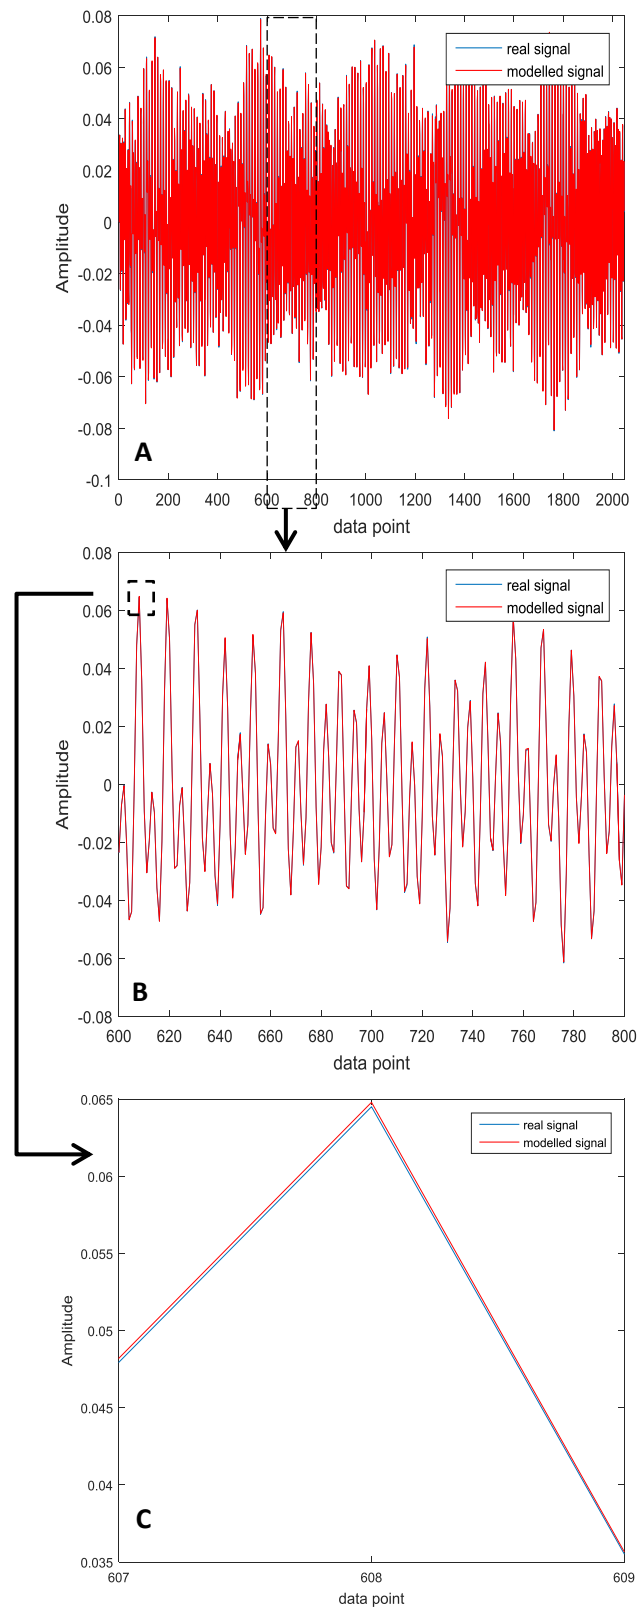 0.08
0.06
0.04
0.02
0
-0.02
-0.04
-0.06
-0.08
-0.1
Amplitude
real signal
modelled signal
A
0 200 400 600 800 1000 1200 1400 1600 1800 2000
data point
0.08
0.06
0.04
0.02
0
-0.02
-0.04
-0.06
-0.08
Amplitude
real signal
modelled signal
B
600 620 640 660 680 700 720 740 760 780 800
data point
0.065
0.06
0.055
0.05
0.045
0.04
0.035
Amplitude
real signal
modelled signal
C
607 608 609
data point